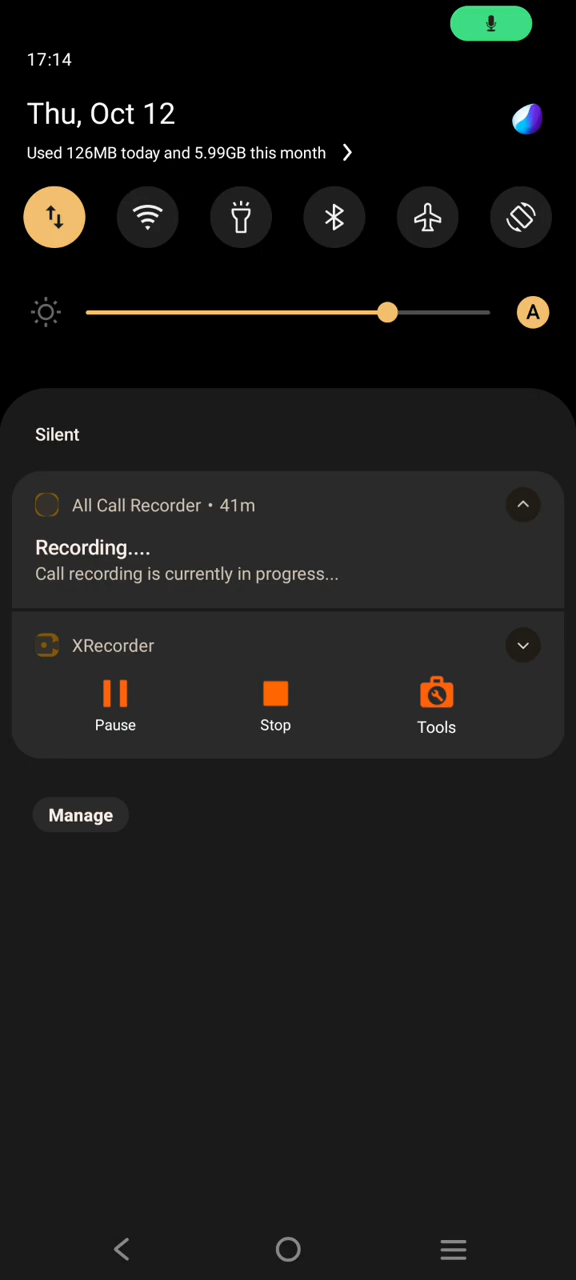 17:14
Thu, Oct 12
Used 126MB today and 5.99GB this month
A
Silent
All Call Recorder • 41m
Recording....
Call recording is currently in progress...
XRecorder
Pause Stop Tools
Manage